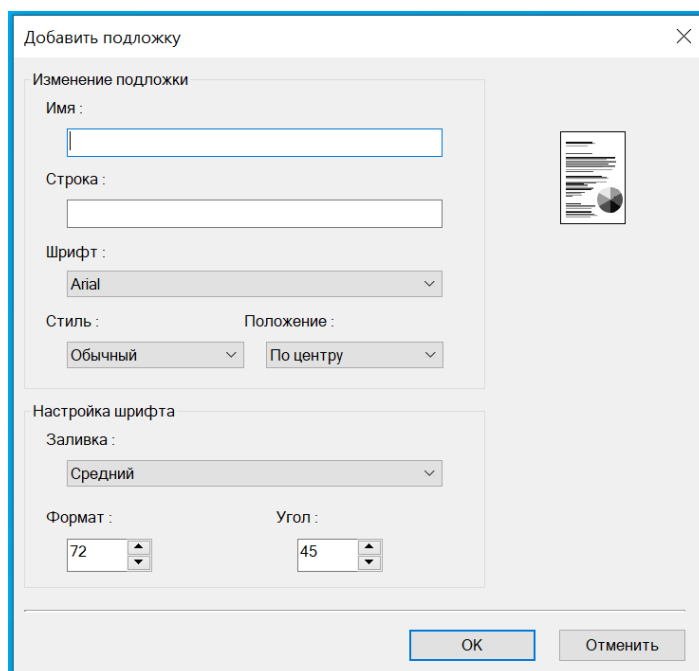 Добавить подложку
Изменение подложки
Имя :
Строка :
Шрифт :
Arial
Стиль : Положение :
Обычный По центру
Настройка шрифта
Заливка :
Средний
Формат : Угол :
72 45
OK Отменить